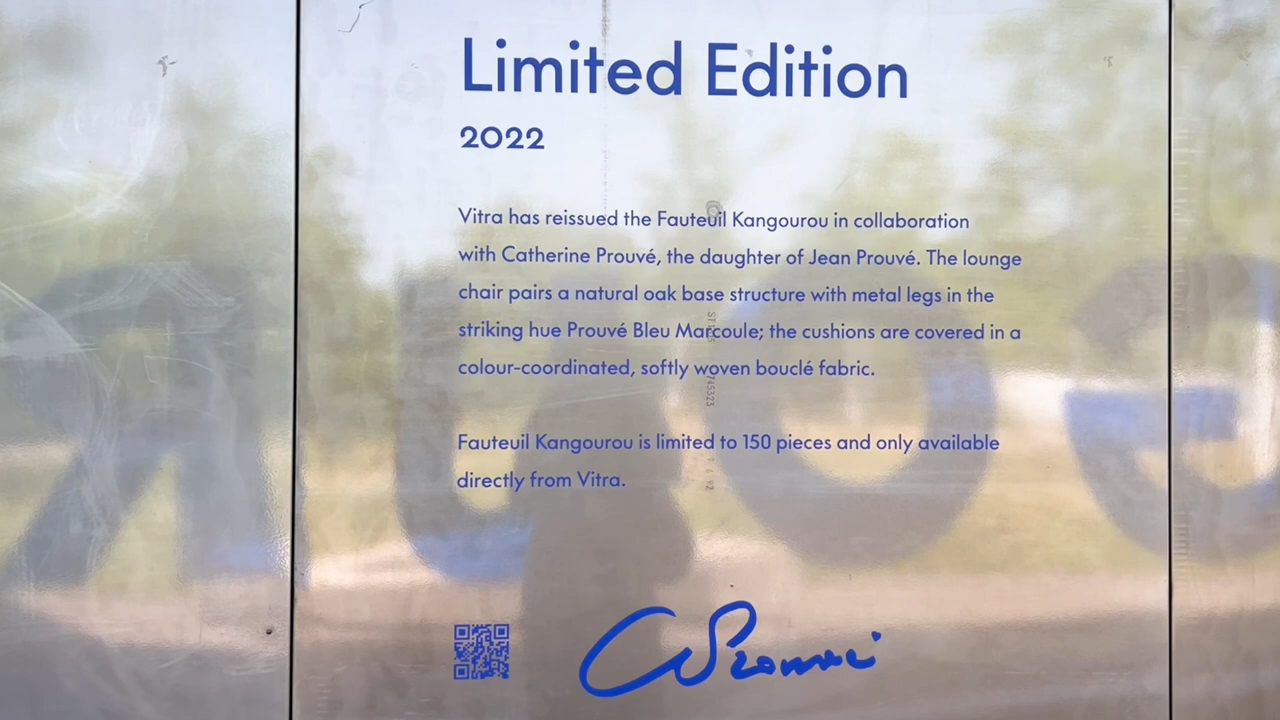 Limited Edition
2022
Vitra has reissued the Fauteuil Kangourou in collaboration
with Catherine Prouvé, the daughter of Jean Prouvé. The lounge
chair pairs a natural oak base structure with metal legs in the
striking hue Prouvé Bleu Marcoule; the cushions are covered in a
colour-coordinated, softly woven bouclé fabric.
Fauteuil Kangourou is limited to 150 pieces and only available
directly from Vitra.